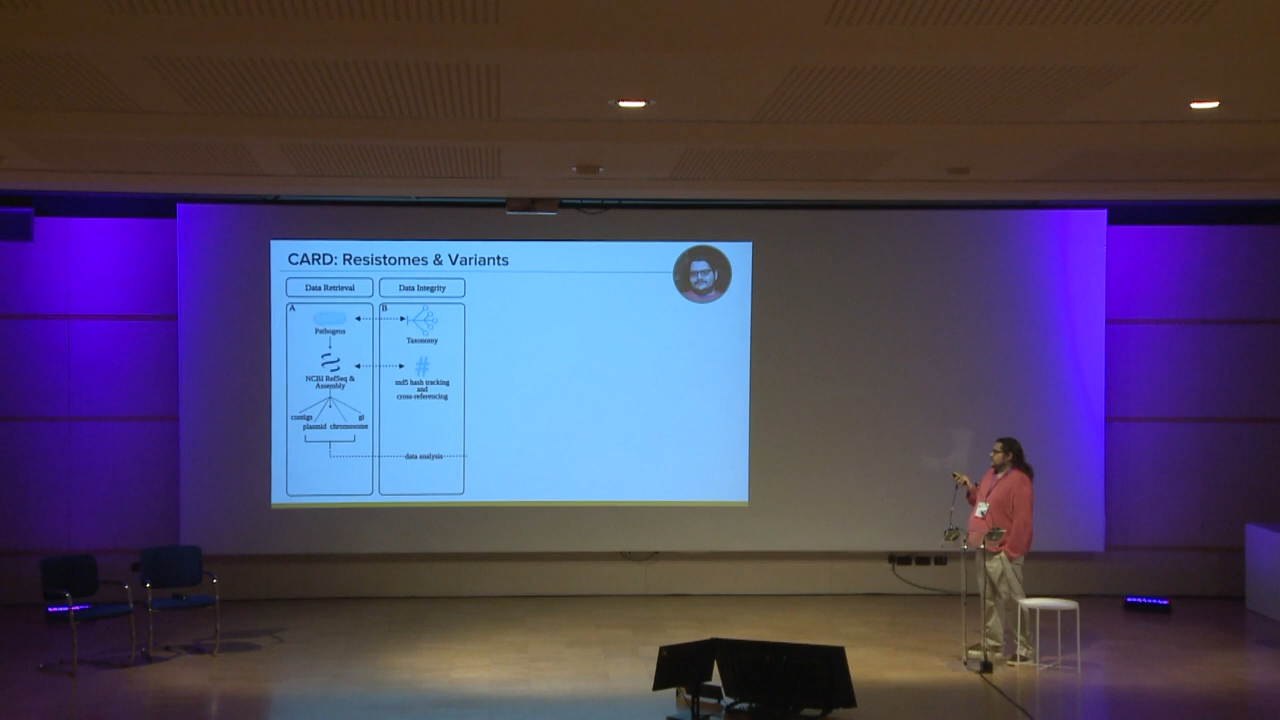 CARD: Resistomes & Variants
Data Retrieval
Data Integrity
A
B
Pathogens
Taxonomy
NCBI RefSeq &
Assembly
md5 hash tracking
and
cross-referencing
contigs
gi
plasmid chromosome
data analysis